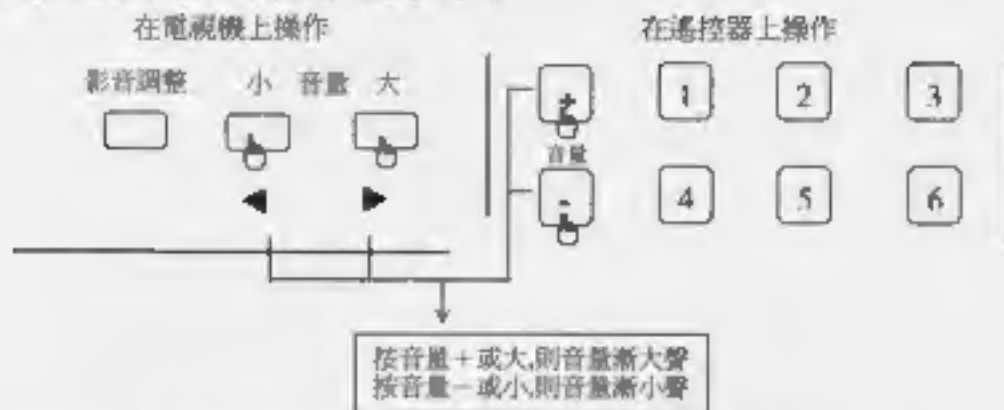 在電視機上操作
在遙控器上操作
影音調整 小 音量 大
+ 1 2 3
音量
- 4 5 6
按音量+或大,則音量漸大聲
按音量-或小,則音量漸小聲